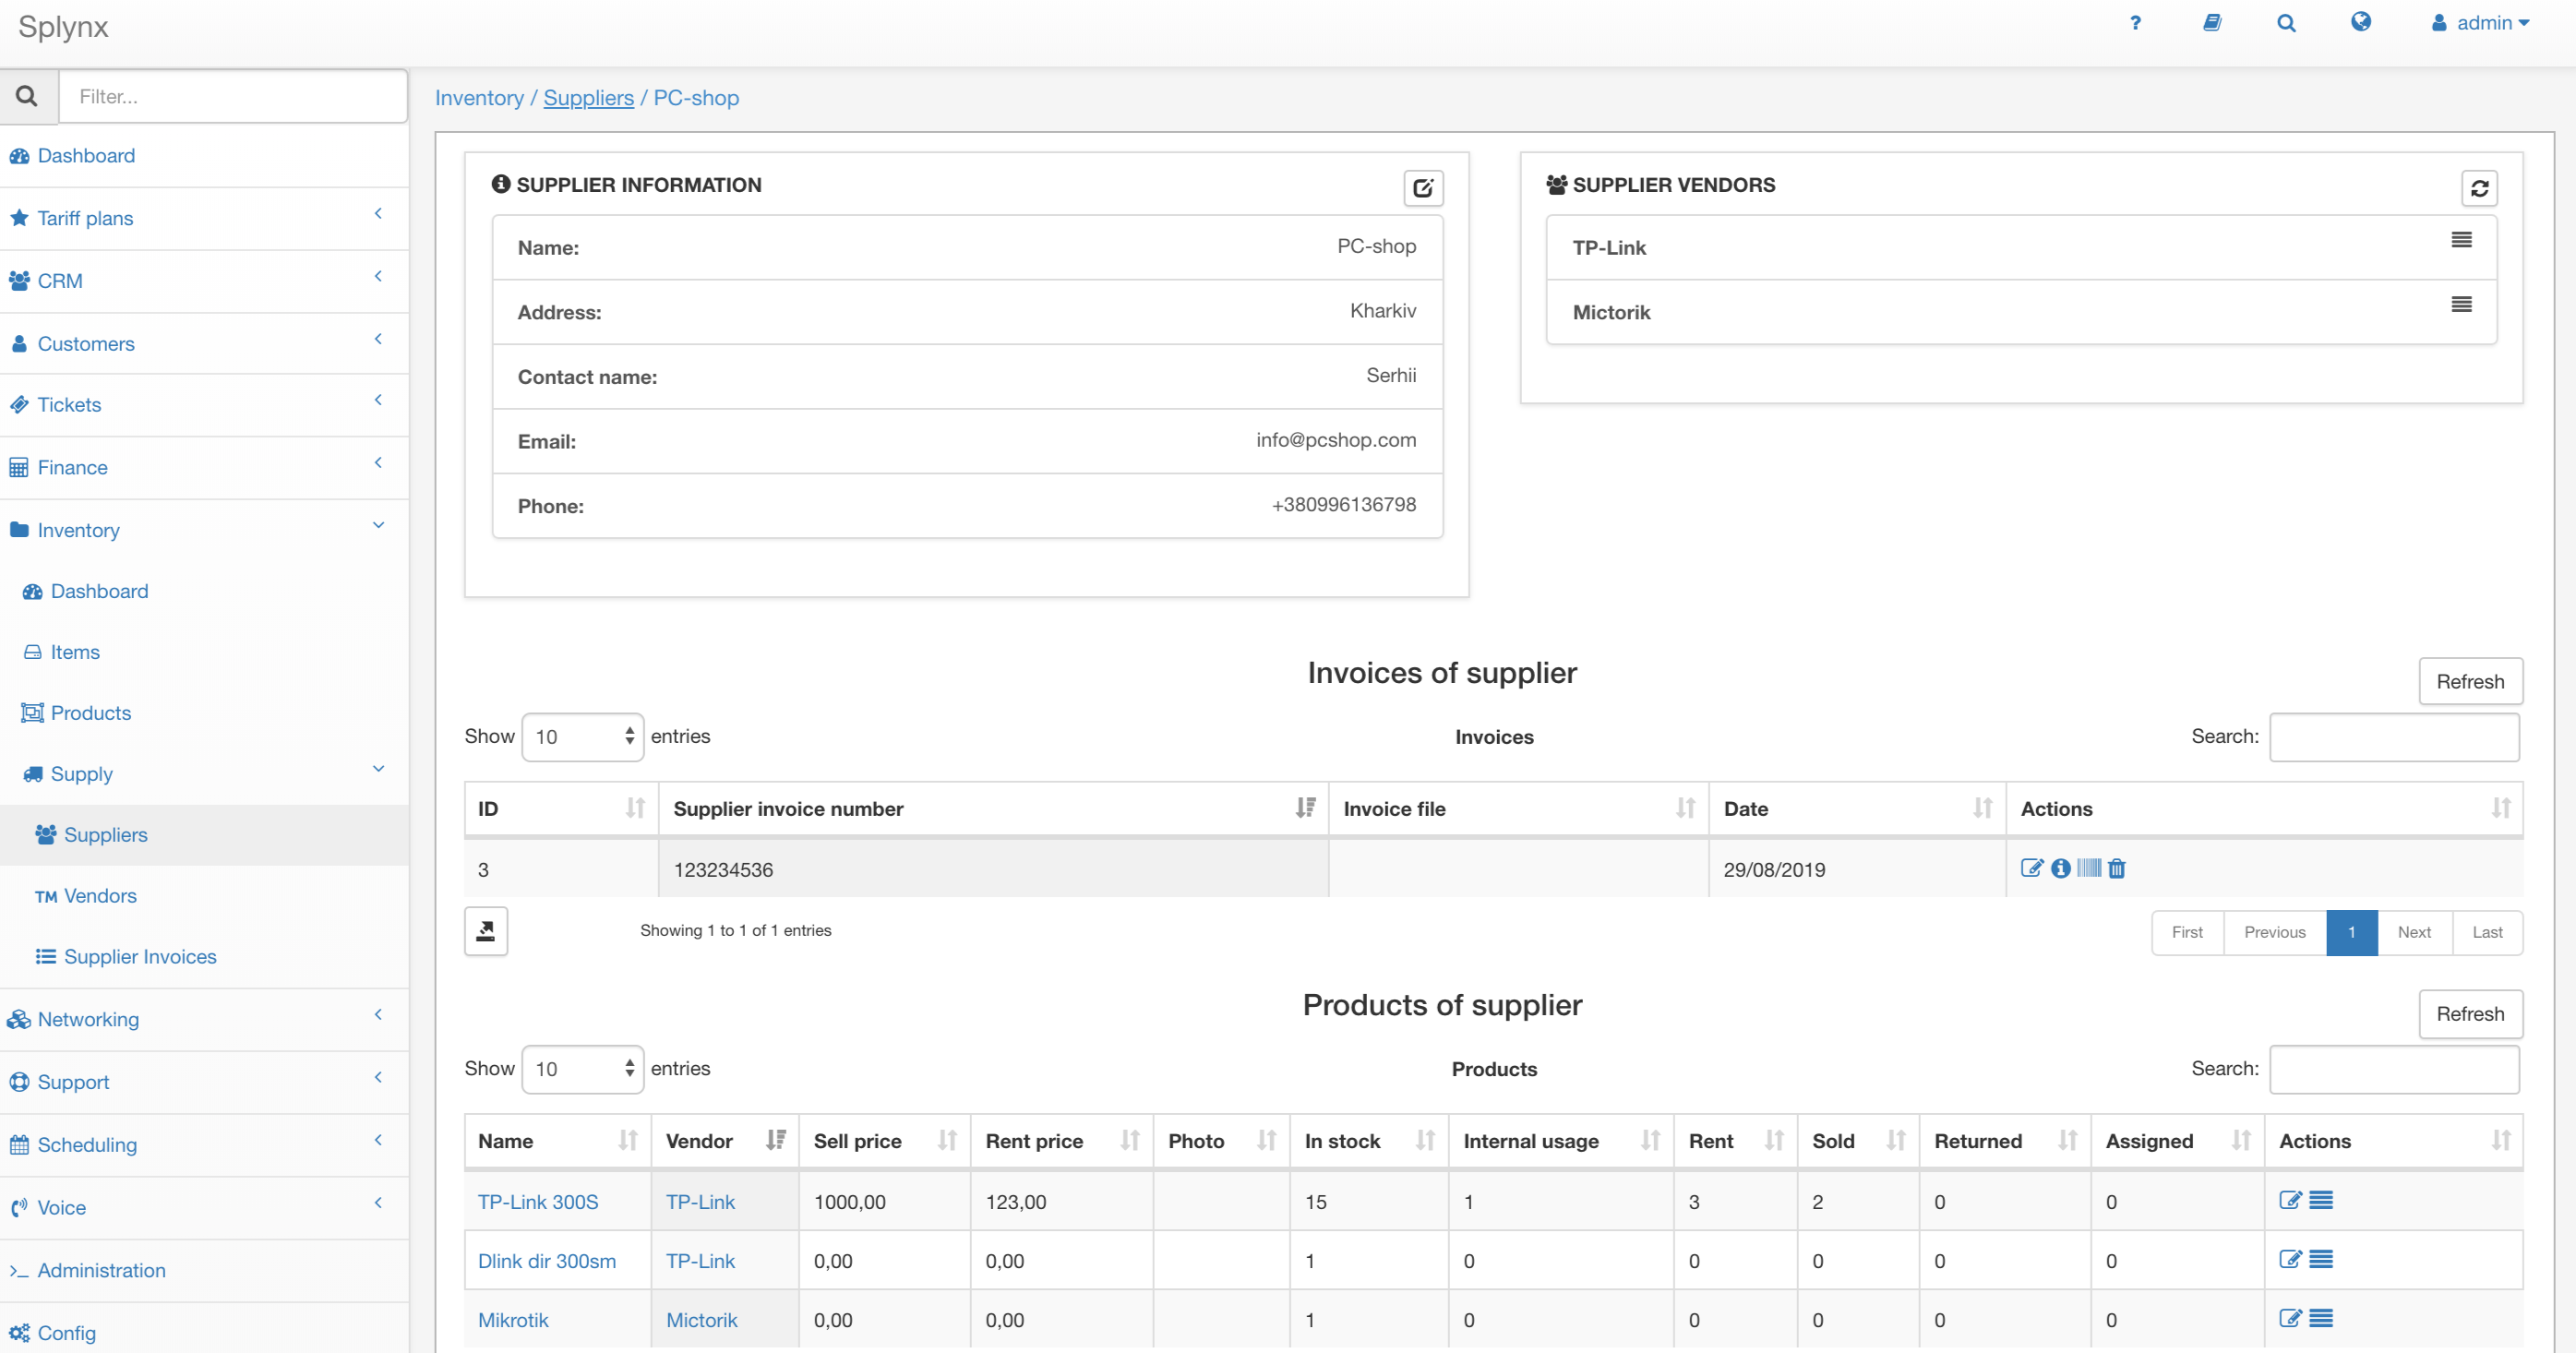 Splynx
? admin
Filter...
Inventory / Suppliers / PC-shop
Dashboard
Tariff plans
CRM
Customers
Tickets
Finance
Inventory
Dashboard
Items
Products
Supply
Suppliers
TM Vendors
Supplier Invoices
Networking
Support
Scheduling
Voice
>_ Administration
Config
SUPPLIER INFORMATION
Name: PC-shop
Address: Kharkiv
Contact name: Serhii
Email: info@pcshop.com
Phone: +380996136798
SUPPLIER VENDORS
TP-Link
Mictorik
Invoices of supplier
Refresh
Show 10 entries Invoices Search:
ID Supplier invoice number Invoice file Date Actions
3 123234536 29/08/2019
Showing 1 to 1 of 1 entries First Previous 1 Next Last
Products of supplier
Refresh
Show 10 entries Products Search:
Name Vendor Sell price Rent price Photo In stock Internal usage Rent Sold Returned Assigned Actions
TP-Link 300S TP-Link 1000,00 123,00 15 1 3 2 0 0
Dlink dir 300sm TP-Link 0,00 0,00 1 0 0 0 0 0
Mikrotik Mictorik 0,00 0,00 1 0 0 0 0 0